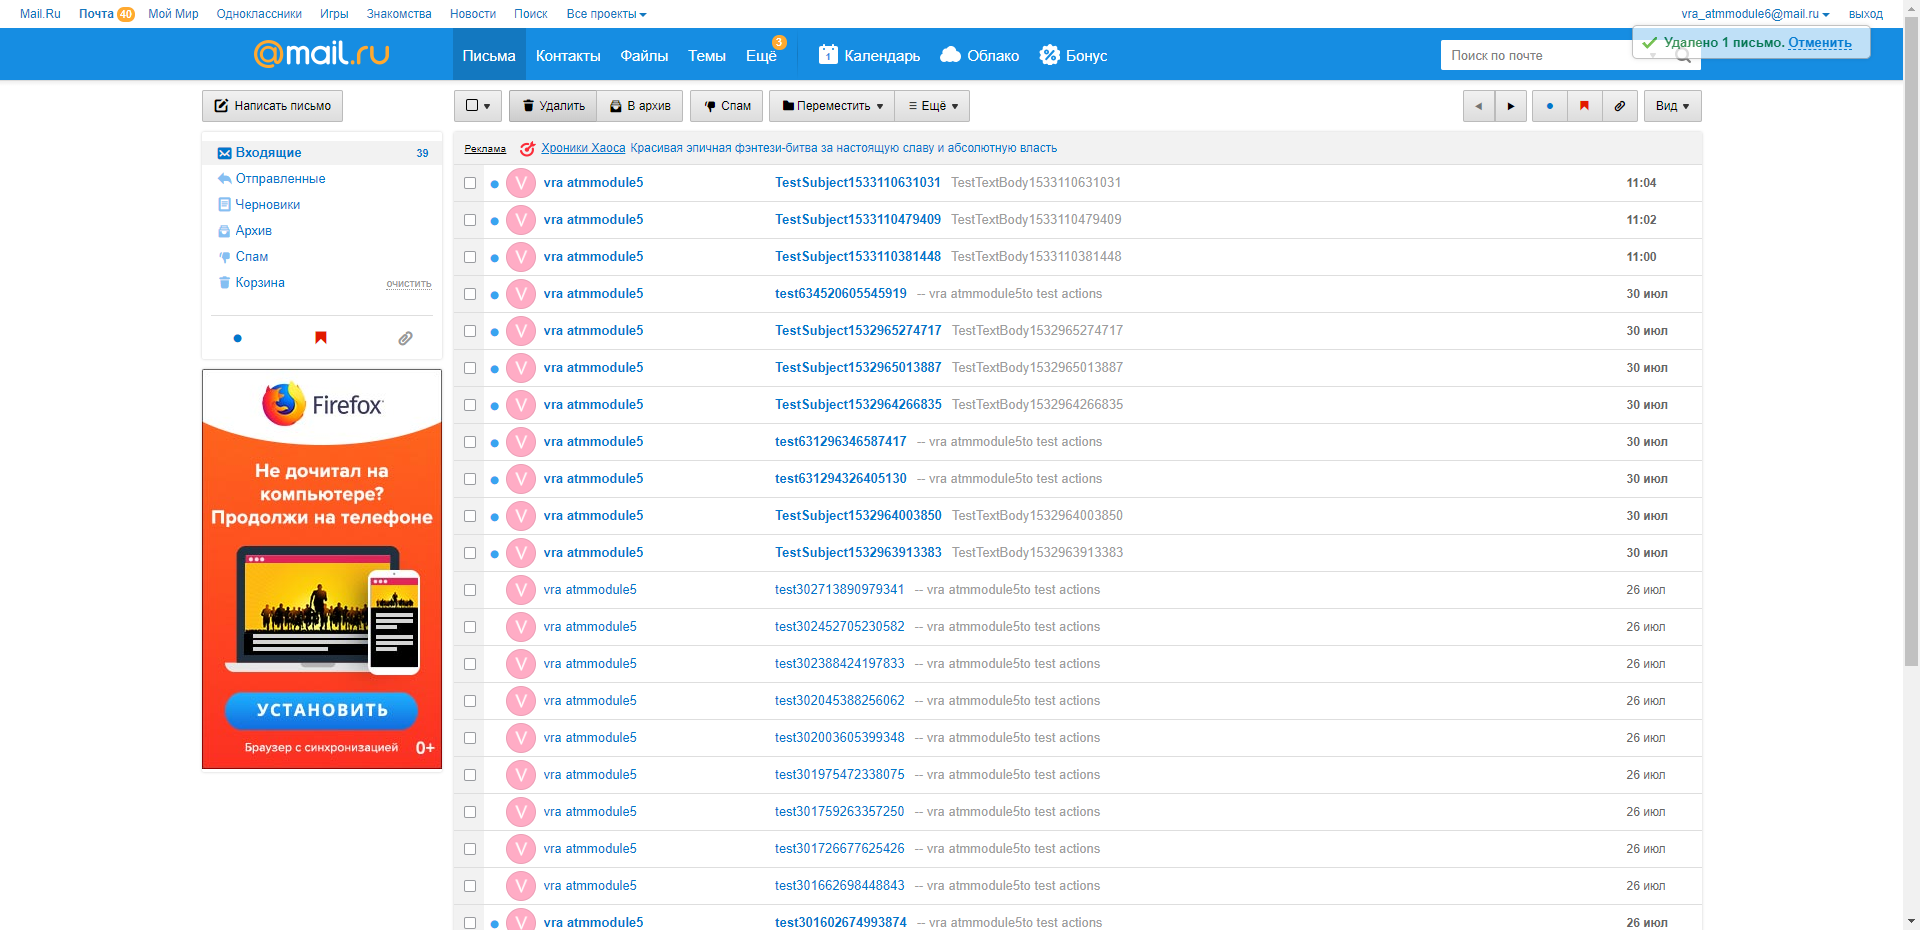 Mail.Ru Почта 40 Мой Мир Одноклассники Игры Знакомства Новости Поиск Все проекты vra_atmmodule6@mail.ru выход
@mail.ru Письма Контакты Файлы Темы Ещё 3 1 Календарь Облако Бонус Поиск по почте
Удалено 1 письмо. Отменить
Написать письмо Удалить В архив Спам Переместить Ещё Вид
Входящие 39
Отправленные
Черновики
Архив
Спам
Корзина очистить
Firefox
Не дочитал на
компьютере?
Продолжи на телефоне
УСТАНОВИТЬ
Браузер с синхронизацией 0+
Реклама Хроники Хаоса Красивая эпичная фэнтези-битва за настоящую славу и абсолютную власть
V vra atmmodule5 TestSubject1533110631031 TestTextBody1533110631031 11:04
V vra atmmodule5 TestSubject1533110479409 TestTextBody1533110479409 11:02
V vra atmmodule5 TestSubject1533110381448 TestTextBody1533110381448 11:00
V vra atmmodule5 test634520605545919 -- vra atmmodule5to test actions 30 июл
V vra atmmodule5 TestSubject1532965274717 TestTextBody1532965274717 30 июл
V vra atmmodule5 TestSubject1532965013887 TestTextBody1532965013887 30 июл
V vra atmmodule5 TestSubject1532964266835 TestTextBody1532964266835 30 июл
V vra atmmodule5 test631296346587417 -- vra atmmodule5to test actions 30 июл
V vra atmmodule5 test631294326405130 -- vra atmmodule5to test actions 30 июл
V vra atmmodule5 TestSubject1532964003850 TestTextBody1532964003850 30 июл
V vra atmmodule5 TestSubject1532963913383 TestTextBody1532963913383 30 июл
V vra atmmodule5 test302713890979341 -- vra atmmodule5to test actions 26 июл
V vra atmmodule5 test302452705230582 -- vra atmmodule5to test actions 26 июл
V vra atmmodule5 test302388424197833 -- vra atmmodule5to test actions 26 июл
V vra atmmodule5 test302045388256062 -- vra atmmodule5to test actions 26 июл
V vra atmmodule5 test302003605399348 -- vra atmmodule5to test actions 26 июл
V vra atmmodule5 test301975472338075 -- vra atmmodule5to test actions 26 июл
V vra atmmodule5 test301759263357250 -- vra atmmodule5to test actions 26 июл
V vra atmmodule5 test301726677625426 -- vra atmmodule5to test actions 26 июл
V vra atmmodule5 test301662698448843 -- vra atmmodule5to test actions 26 июл
V vra atmmodule5 test301602674993874 -- vra atmmodule5to test actions 26 июл